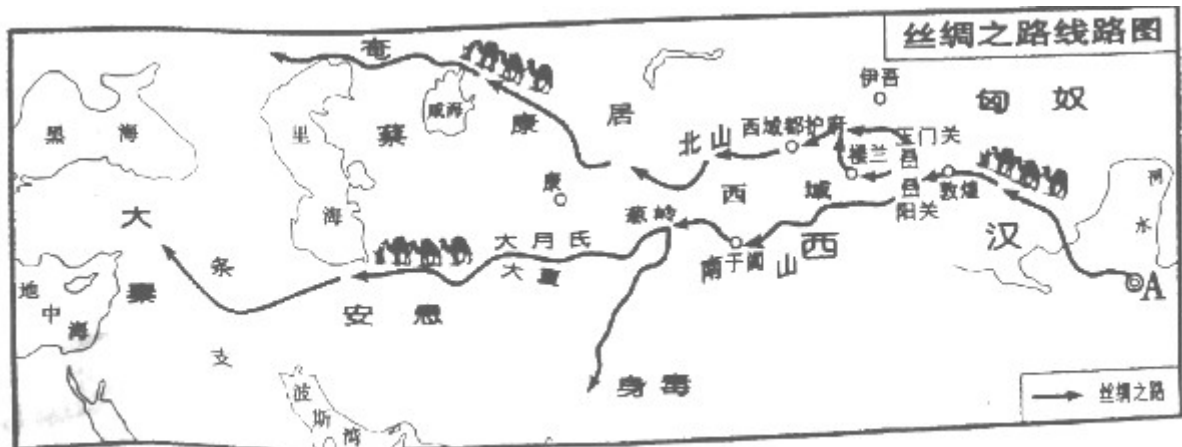 丝绸之路线路图
奄蔡
康居
北山
西域都护府
伊吾
匈奴
玉门关
楼兰
敦煌
阳关
河水
黑海
里海
咸海
康
西域
葱岭
大月氏
大夏
于阗
南山
西汉
A
大秦
条支
安息
地中海
波斯湾
身毒
丝绸之路